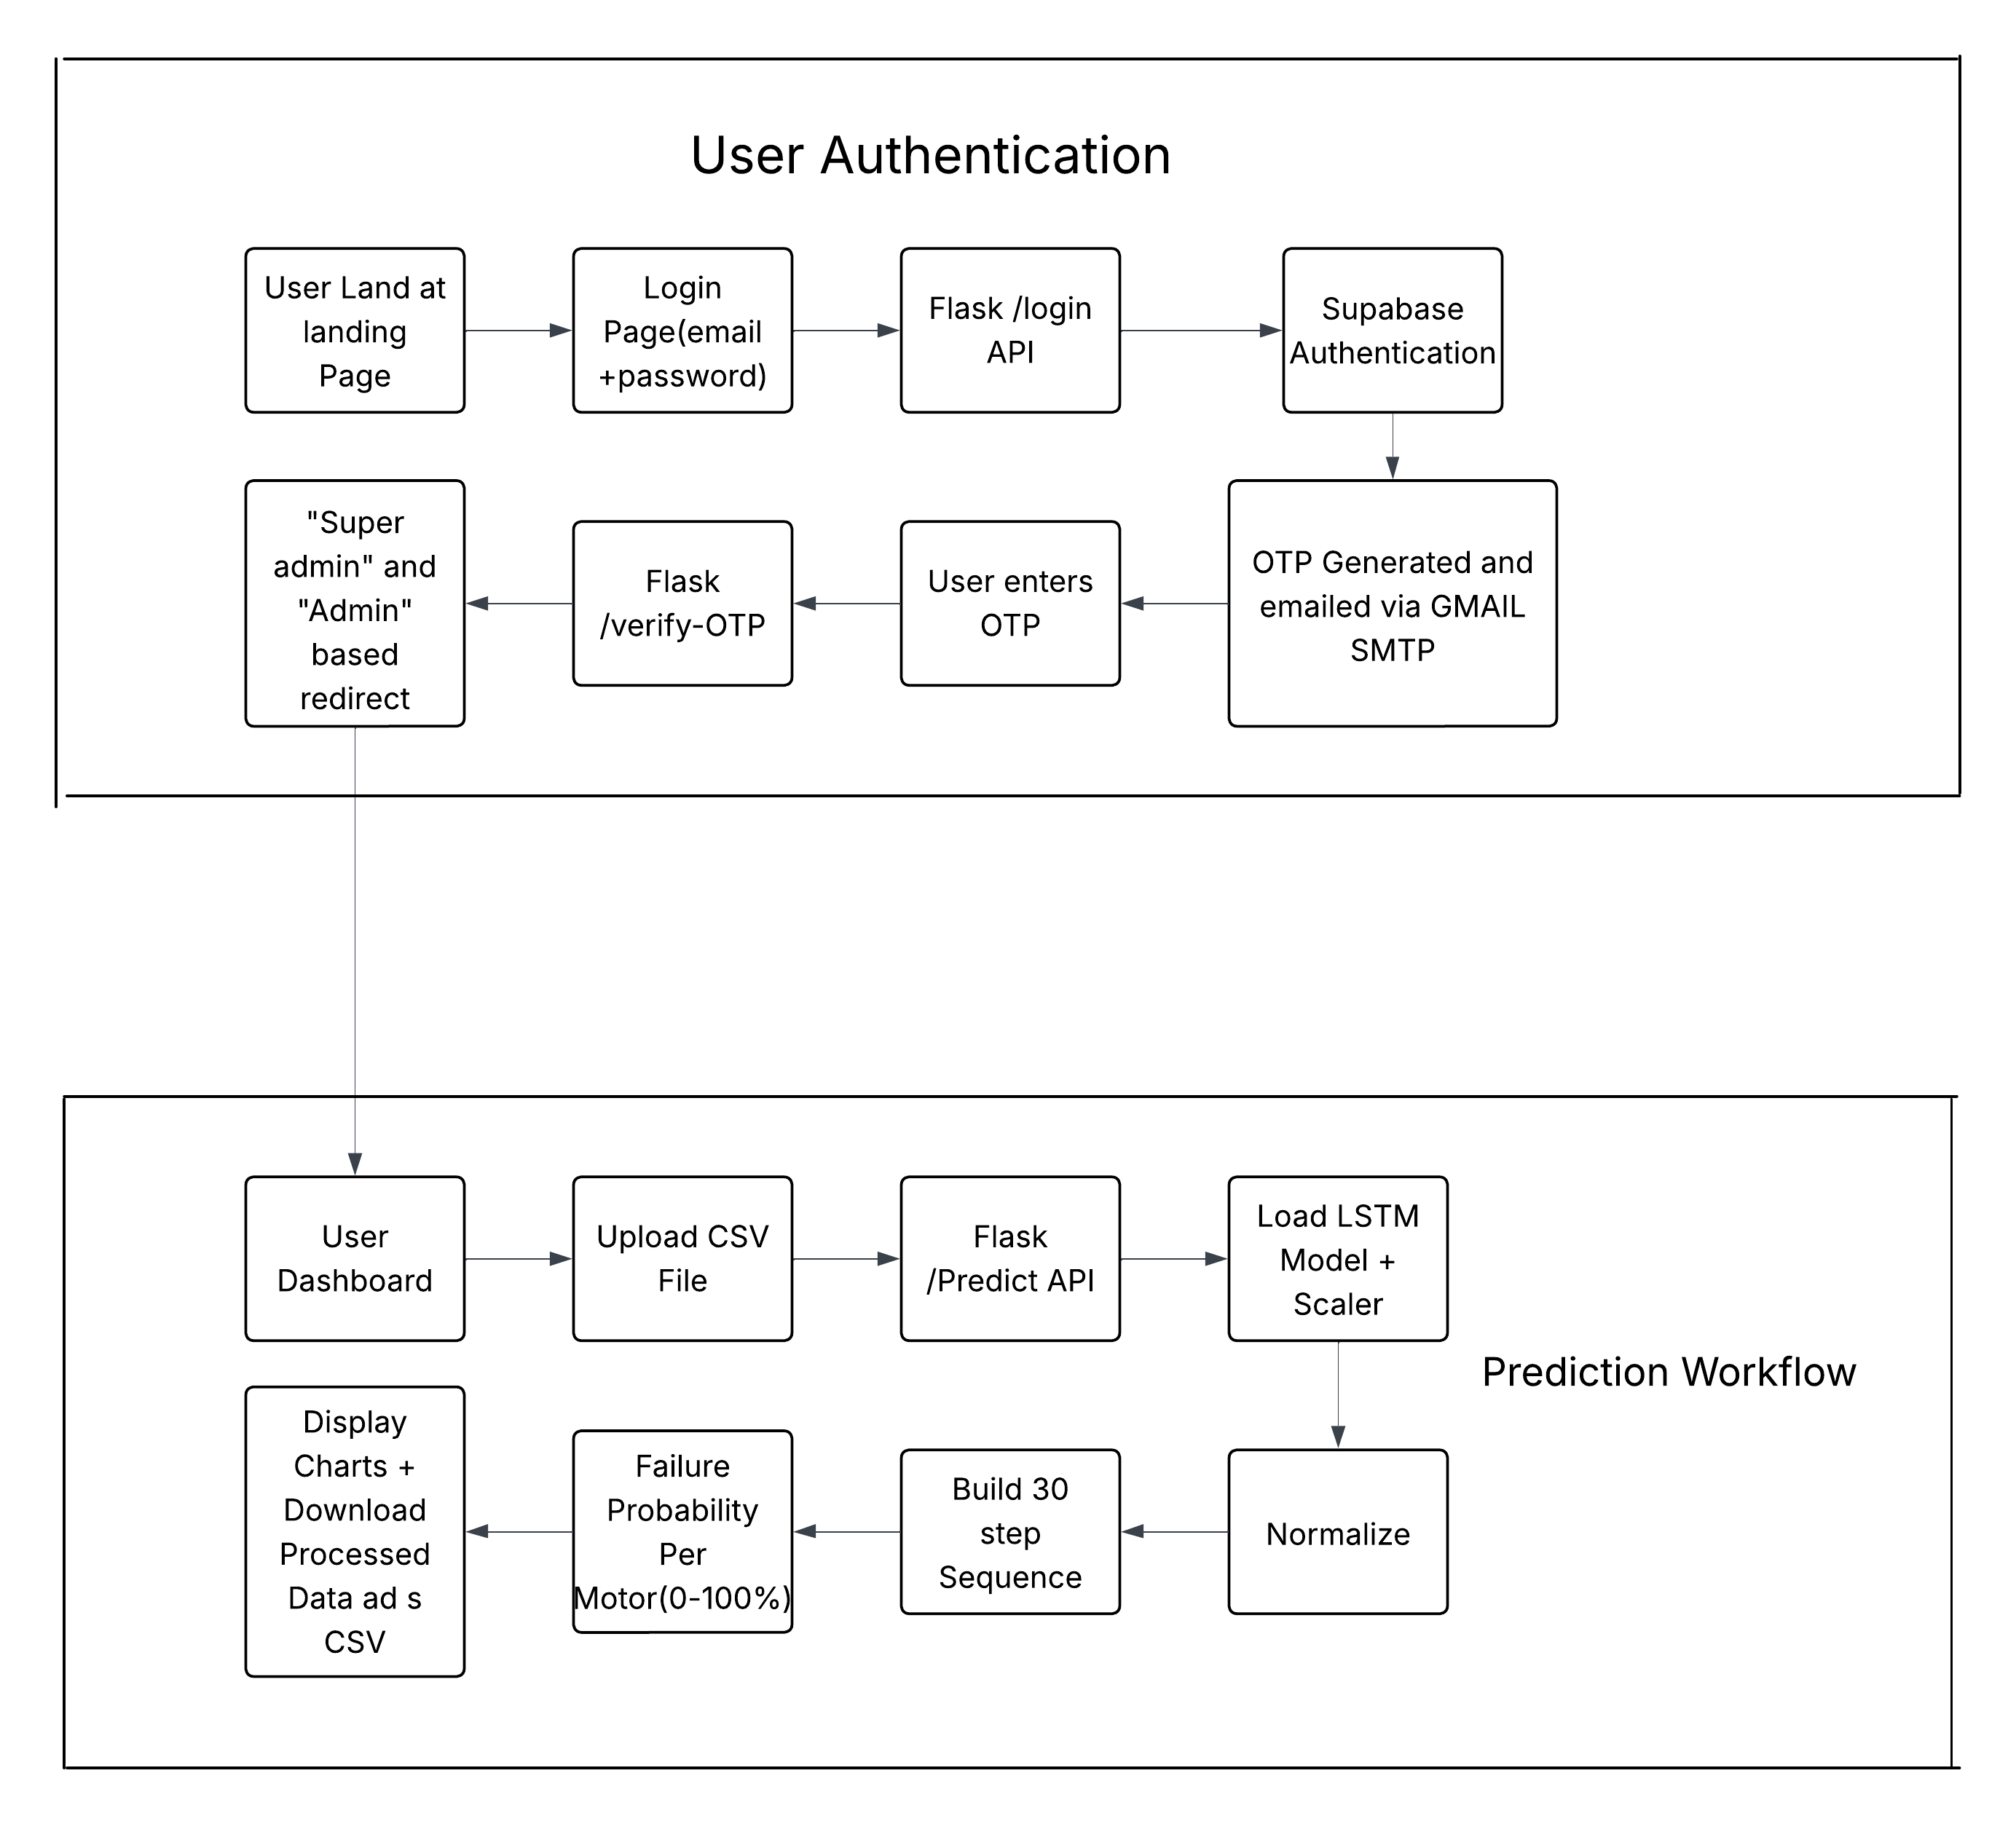 User Authentication
User Land at
landing
Page
Login
Page(email
+password)
Flask /login
API
Supabase
Authentication
OTP Generated and
emailed via GMAIL
SMTP
User enters
OTP
Flask
/verify-OTP
"Super
admin" and
"Admin"
based
redirect
User
Dashboard
Upload CSV
File
Flask
/Predict API
Load LSTM
Model +
Scaler
Prediction Workflow
Normalize
Build 30
step
Sequence
Failure
Probability
Per
Motor(0-100%)
Display
Charts +
Download
Processed
Data ad s
CSV